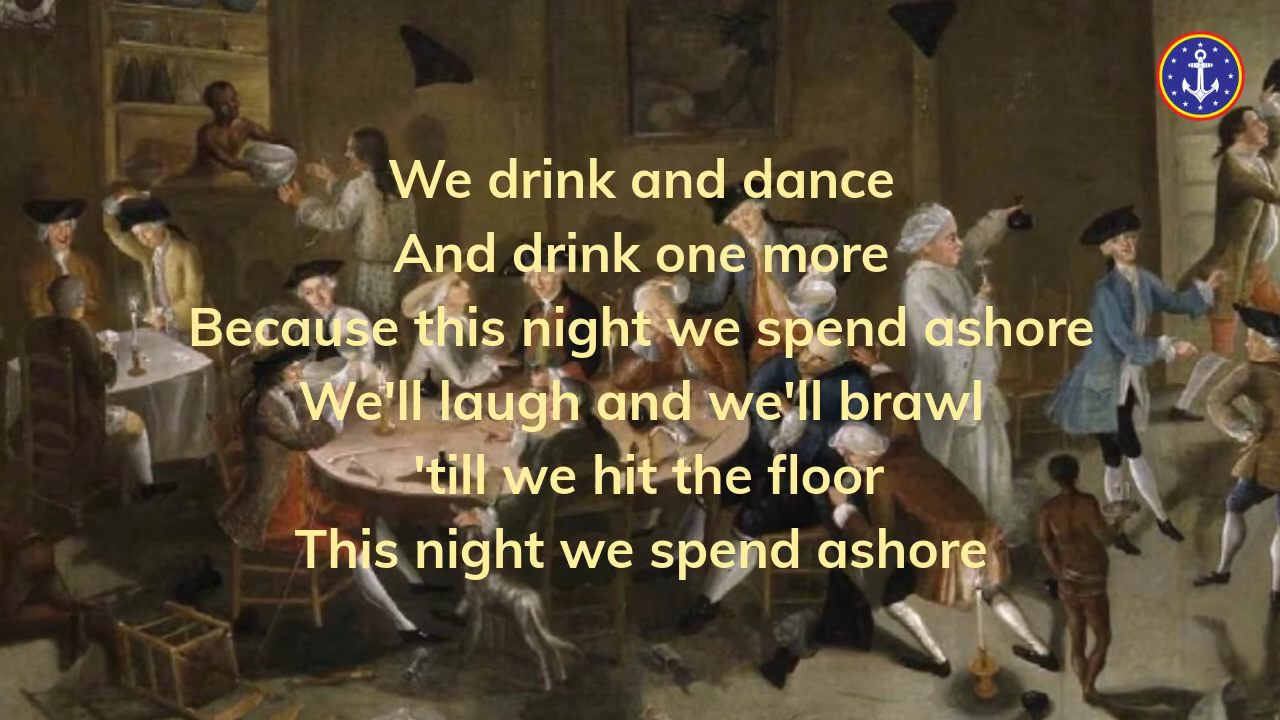 We drink and dance
And drink one more
Because this night we spend ashore
We'll laugh and we'll brawl
'till we hit the floor
This night we spend ashore